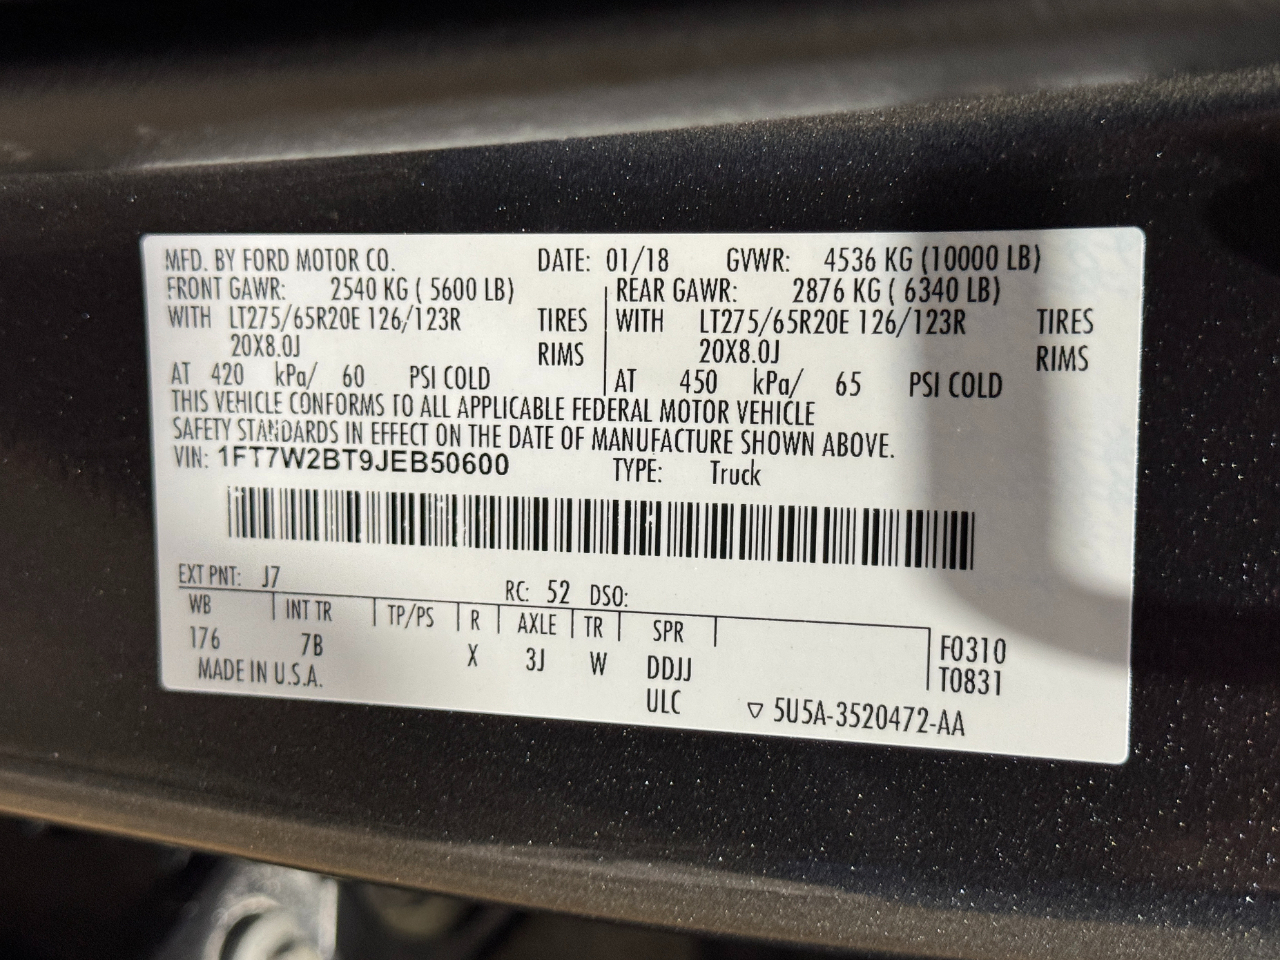 MFD. BY FORD MOTOR CO. DATE: 01/18 GVWR: 4536 KG (10000 LB)
FRONT GAWR: 2540 KG ( 5600 LB) REAR GAWR: 2876 KG ( 6340 LB)
WITH LT275/65R20E 126/123R TIRES WITH LT275/65R20E 126/123R TIRES
20X8.0J RIMS 20X8.0J RIMS
AT 420 kPa/ 60 PSI COLD AT 450 kPa/ 65 PSI COLD
THIS VEHICLE CONFORMS TO ALL APPLICABLE FEDERAL MOTOR VEHICLE
SAFETY STANDARDS IN EFFECT ON THE DATE OF MANUFACTURE SHOWN ABOVE.
VIN: 1FT7W2BT9JEB50600 TYPE: Truck
EXT PNT: J7 RC: 52 DSO:
WB INT TR TP/PS R AXLE TR SPR F0310
176 7B X 3J W DDJJ T0831
MADE IN U.S.A. ULC ▽ 5U5A-3520472-AA